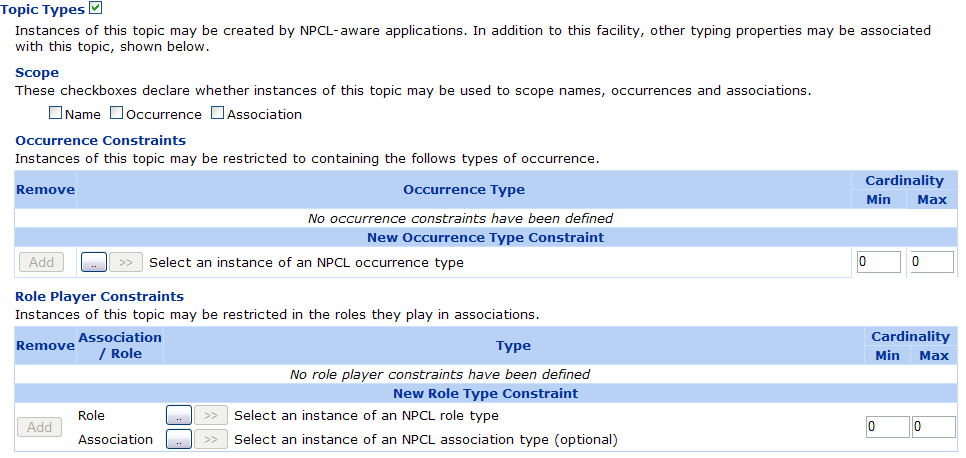 Topic Types
Instances of this topic may be created by NPCL-aware applications. In addition to this facility, other typing properties may be associated
with this topic, shown below.
Scope
These checkboxes declare whether instances of this topic may be used to scope names, occurrences and associations.
Name Occurrence Association
Occurrence Constraints
Instances of this topic may be restricted to containing the follows types of occurrence.
Remove Occurrence Type Cardinality
Min Max
No occurrence constraints have been defined
New Occurrence Type Constraint
Add .. >> Select an instance of an NPCL occurrence type 0 0
Role Player Constraints
Instances of this topic may be restricted in the roles they play in associations.
Remove Association / Role Type Cardinality
Min Max
No role player constraints have been defined
New Role Type Constraint
Add Role .. >> Select an instance of an NPCL role type 0 0
Association .. >> Select an instance of an NPCL association type (optional)